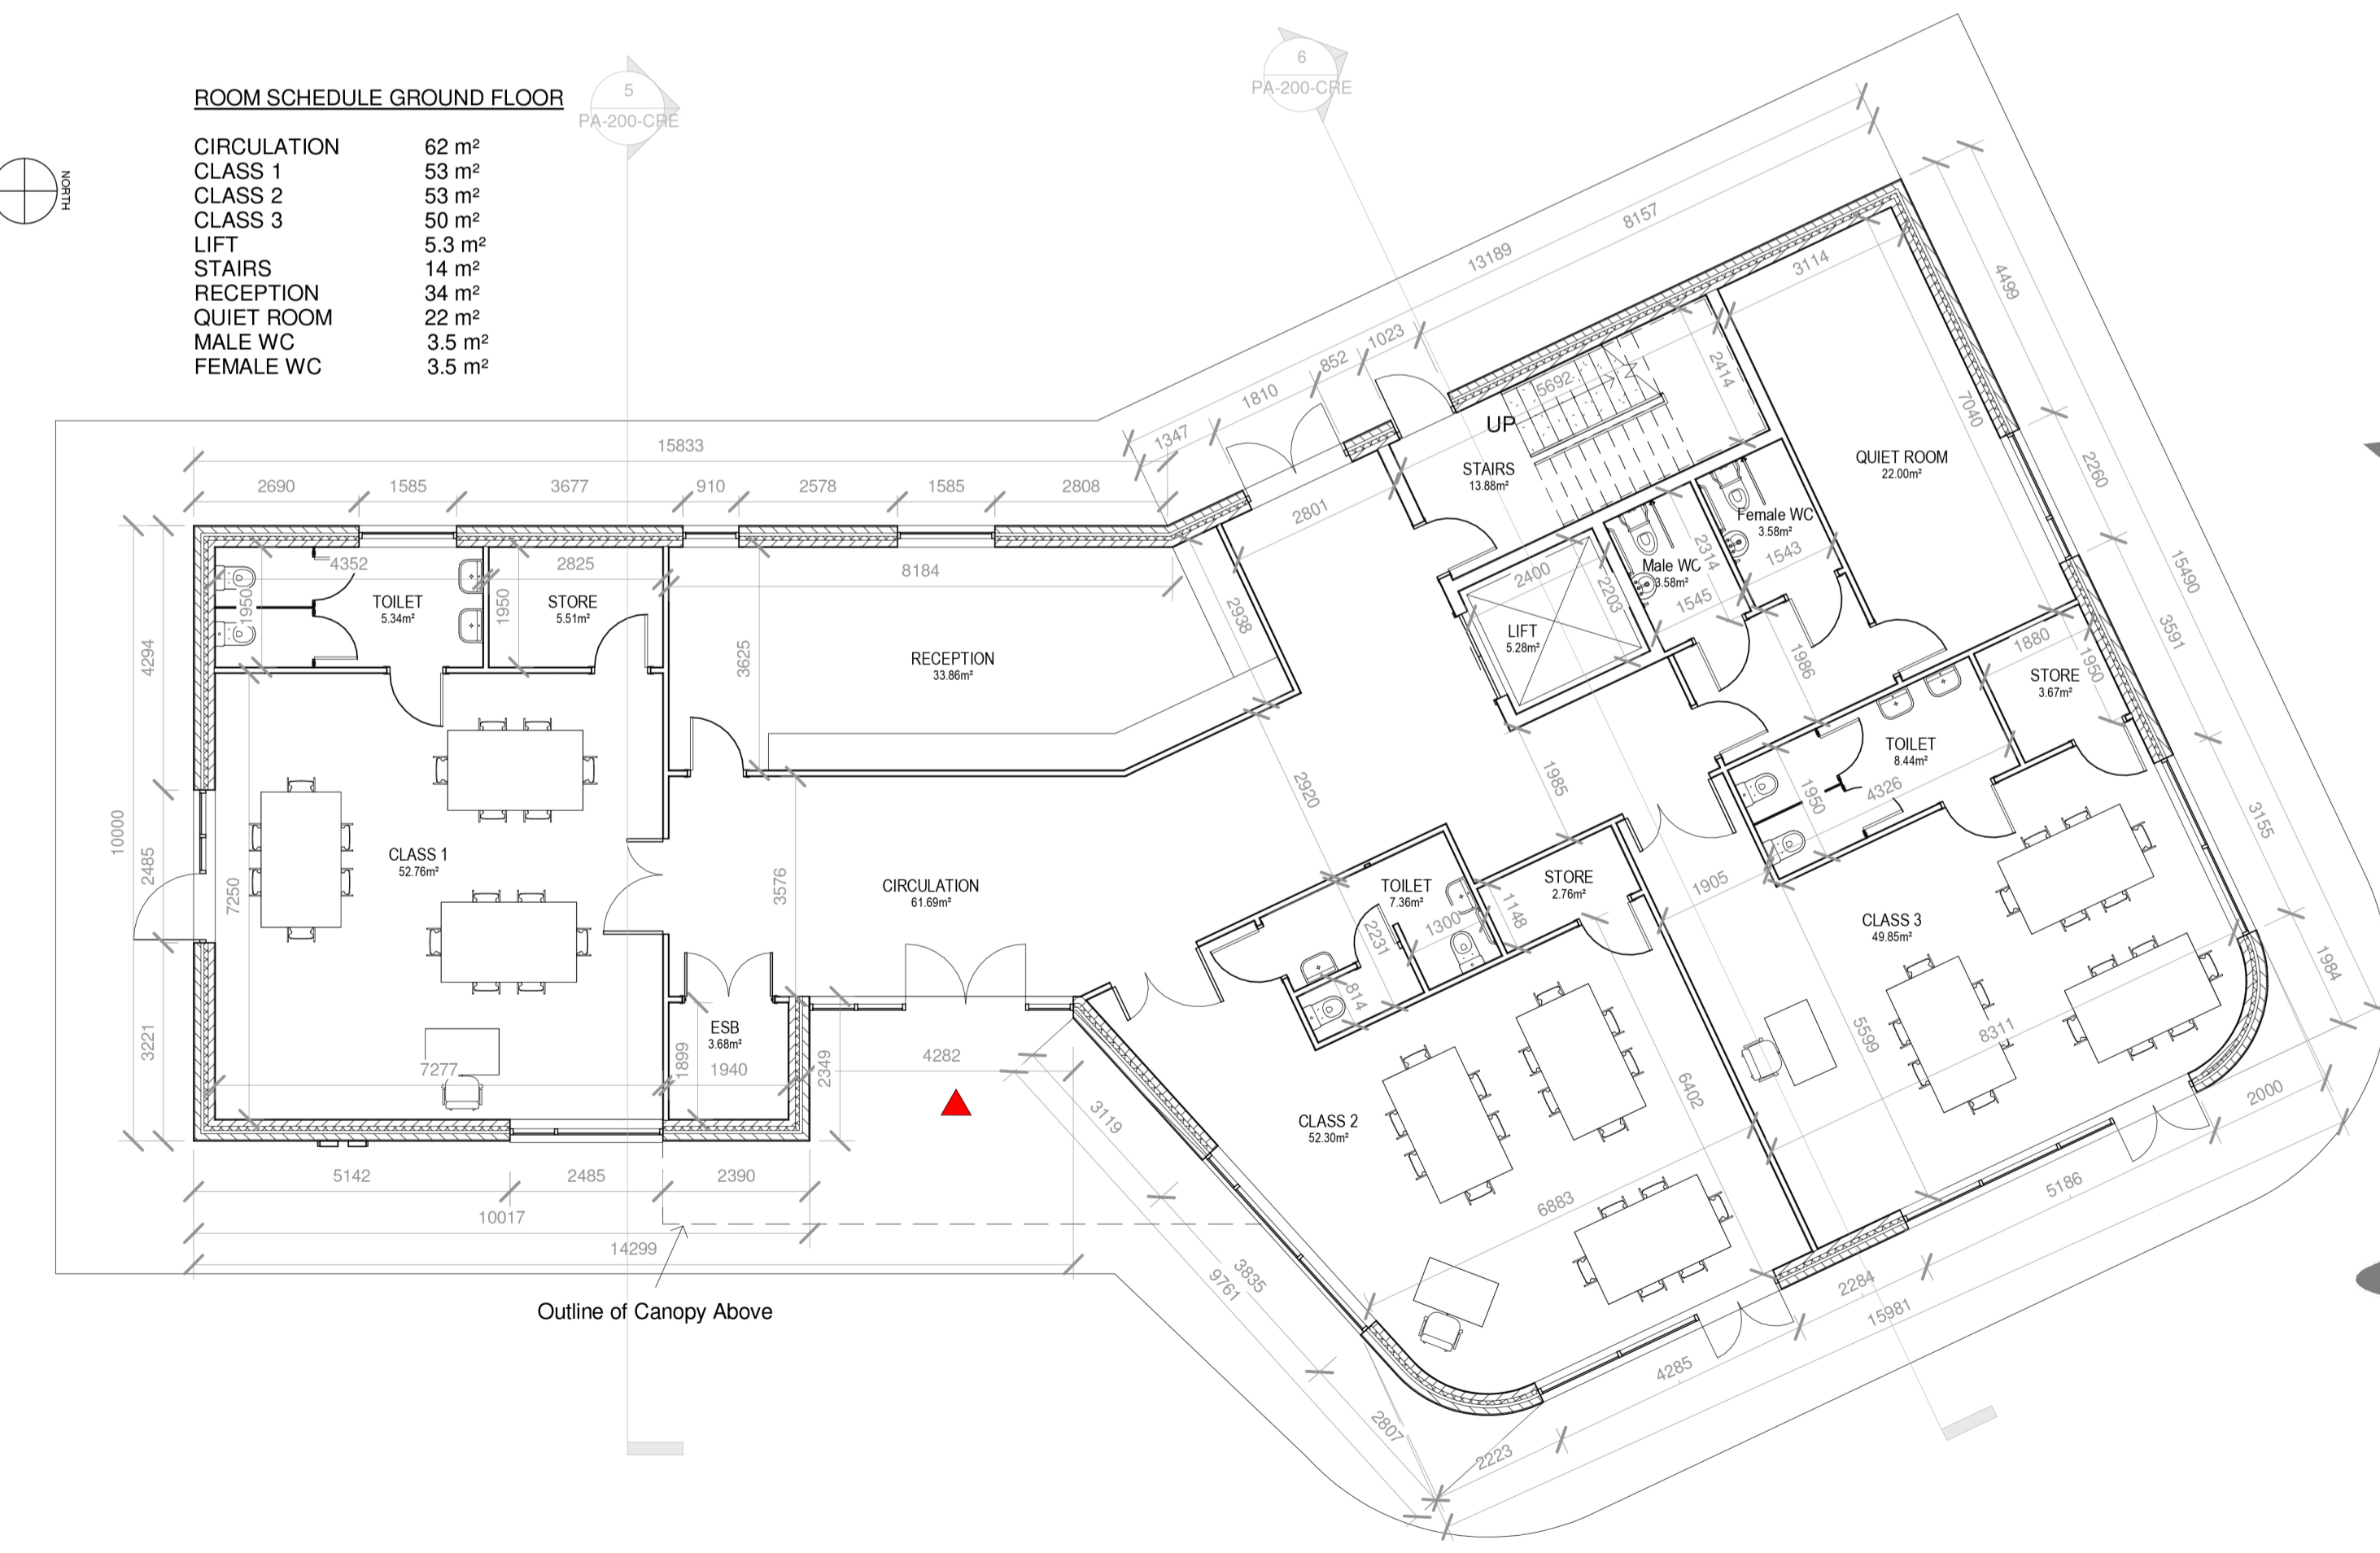 ROOM SCHEDULE GROUND FLOOR
CIRCULATION 62 m²
CLASS 1 53 m²
CLASS 2 53 m²
CLASS 3 50 m²
LIFT 5.3 m²
STAIRS 14 m²
RECEPTION 34 m²
QUIET ROOM 22 m²
MALE WC 3.5 m²
FEMALE WC 3.5 m²
NORTH
5
PA-200-CRE
6
PA-200-CRE
13189
8157
1023
852
1810
1347
3114
4499
2260
15490
3591
3155
1984
15833
2690
1585
3677
910
2578
1585
2808
10000
4294
2485
3221
4352
1950
TOILET
5.34m²
2825
1950
STORE
5.51m²
8184
3625
RECEPTION
33.86m²
2938
2801
UP
5692
2414
STAIRS
13.88m²
7040
QUIET ROOM
22.00m²
Female WC
3.58m²
1543
2314
Male WC
3.58m²
1545
2400
2203
LIFT
5.28m²
1986
1880
1950
STORE
3.67m²
TOILET
8.44m²
4326
1950
1985
2920
1905
CLASS 1
52.76m²
7250
7277
3576
CIRCULATION
61.69m²
ESB
3.68m²
1899
1940
2349
4282
TOILET
7.36m²
1300
2231
814
STORE
2.76m²
1148
CLASS 3
49.85m²
5599
8311
CLASS 2
52.30m²
6402
6883
5142
2485
2390
10017
14299
Outline of Canopy Above
3119
3835
9761
2807
2223
4285
2284
15981
5186
2000